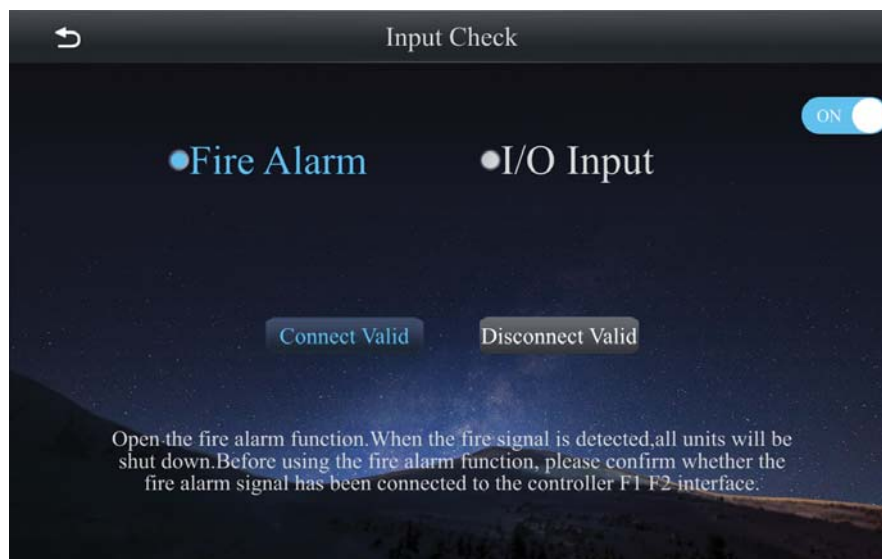 Input Check
ON
Fire Alarm
I/O Input
Connect Valid
Disconnect Valid
Open the fire alarm function.When the fire signal is detected,all units will be
shut down.Before using the fire alarm function, please confirm whether the
fire alarm signal has been connected to the controller F1 F2 interface.